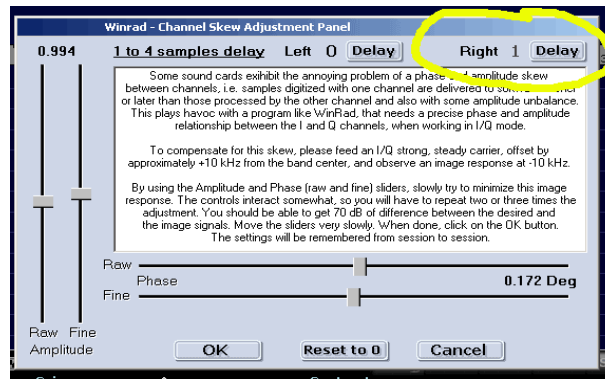 Winrad - Channel Skew Adjustment Panel
0.994 1 to 4 samples delay Left 0 Delay Right 1 Delay
Some sound cards exihibit the annoying problem of a phase and amplitude skew
between channels, i.e. samples digitized with one channel are delivered to
or later than those processed by the other channel and also with some amplitude unbalance.
This plays havoc with a program like WinRad, that needs a precise phase and amplitude
relationship between the I and Q channels, when working in I/Q mode.
To compensate for this skew, please feed an I/Q strong, steady carrier, offset by
approximately +10 kHz from the band center, and observe an image response at -10 kHz.
By using the Amplitude and Phase (raw and fine) sliders, slowly try to minimize this image
response. The controls interact somewhat, so you will have to repeat two or three times the
adjustment. You should be able to get 70 dB of difference between the desired and
the image signals. Move the sliders very slowly. When done, click on the OK button.
The settings will be remembered from session to session.
Raw
Phase 0.172 Deg
Fine
Raw Fine
Amplitude
OK Reset to 0 Cancel